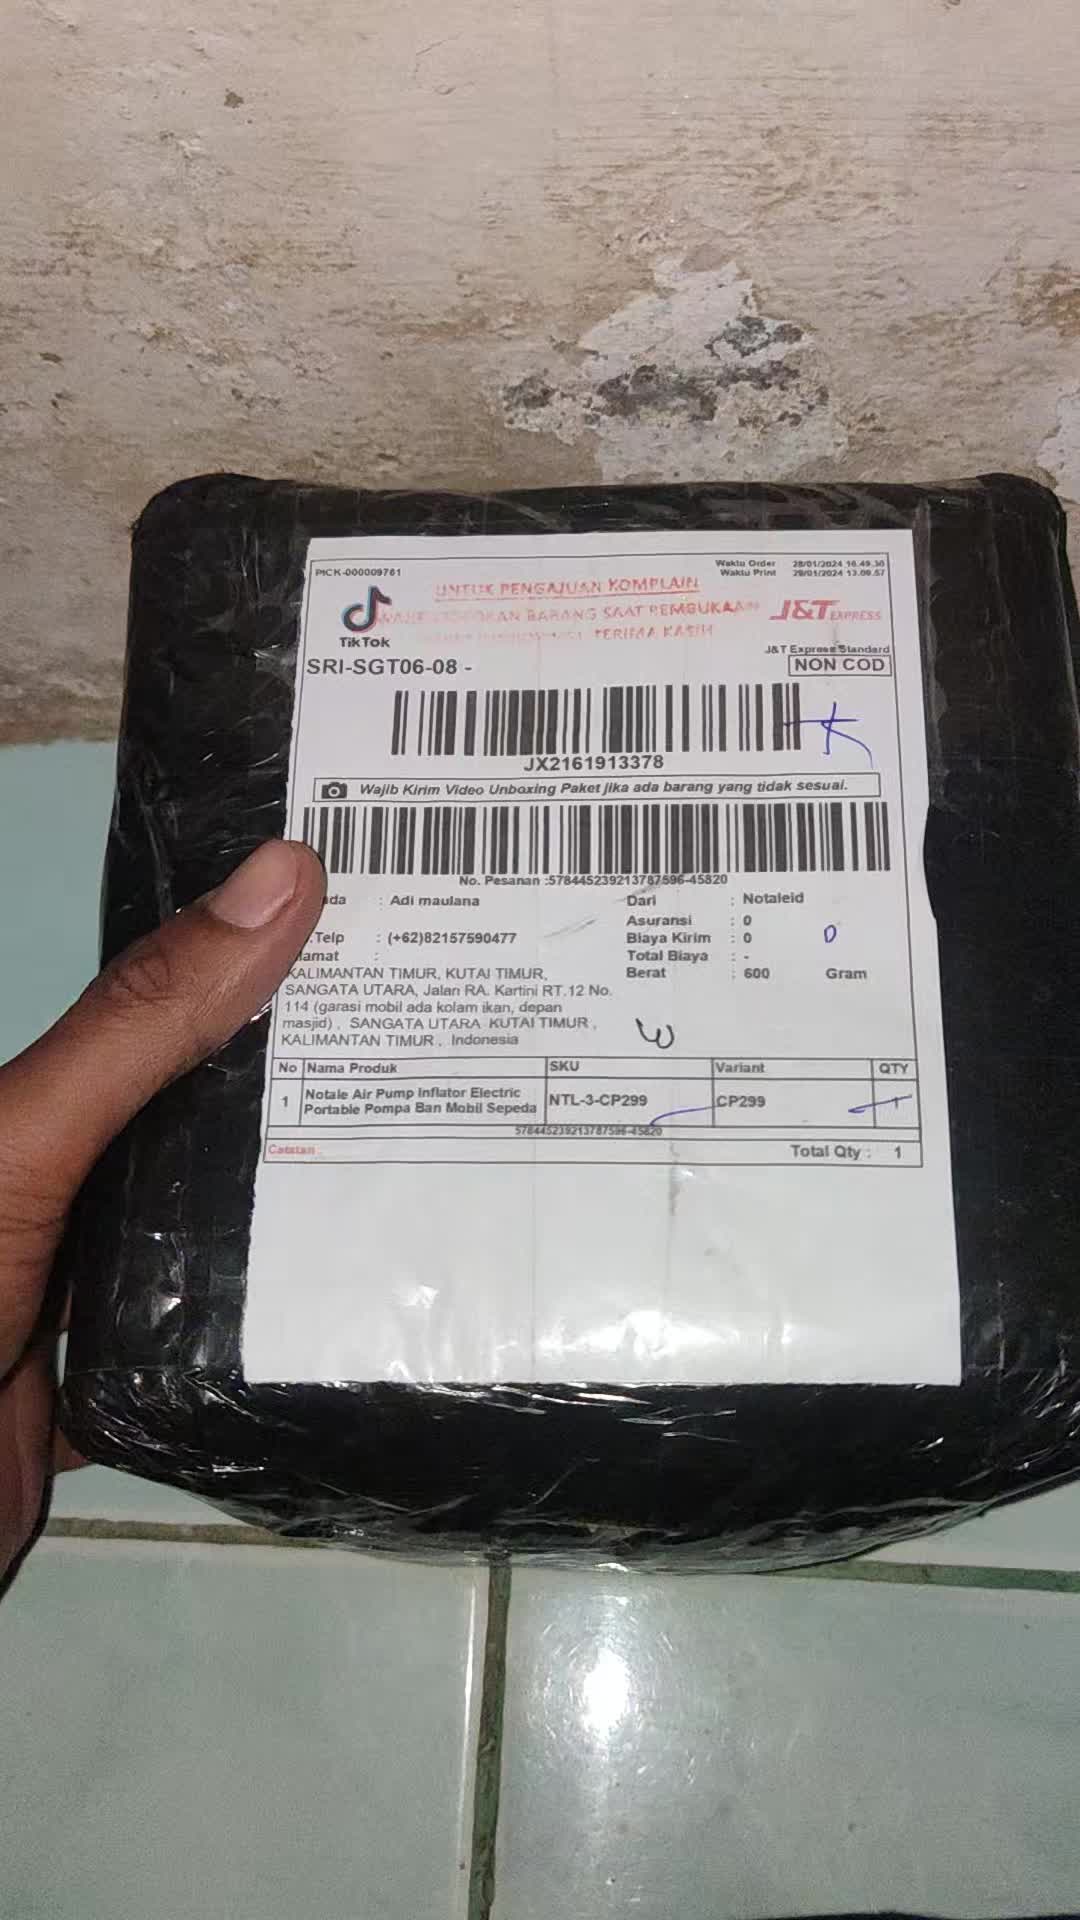 PICK-000009761
Waktu Order 28/01/2024 16.49.30
Waktu Print 29/01/2024 13.09.57
UNTUK PENGAJUAN KOMPLAIN
BARANG SAAT PEMBUKAAN
TERIMA KASIH
TikTok
J&T EXPRESS
J&T Express Standard
SRI-SGT06-08 -
NON COD
JX2161913378
Wajib Kirim Video Unboxing Paket jika ada barang yang tidak sesuai.
No. Pesanan :578445239213787596-45820
: Adi maulana
Dari : Notaleid
Asuransi : 0
.Telp : (+62)82157590477
Biaya Kirim : 0
0
lamat :
Total Biaya : -
KALIMANTAN TIMUR, KUTAI TIMUR,
Berat : 600 Gram
SANGATA UTARA, Jalan RA. Kartini RT.12 No.
114 (garasi mobil ada kolam ikan, depan
masjid) , SANGATA UTARA KUTAI TIMUR ,
KALIMANTAN TIMUR , Indonesia
No Nama Produk SKU Variant QTY
1 Notale Air Pump Inflator Electric Portable Pompa Ban Mobil Sepeda NTL-3-CP299 CP299 1
578445239213787596-45820
Catatan :
Total Qty : 1